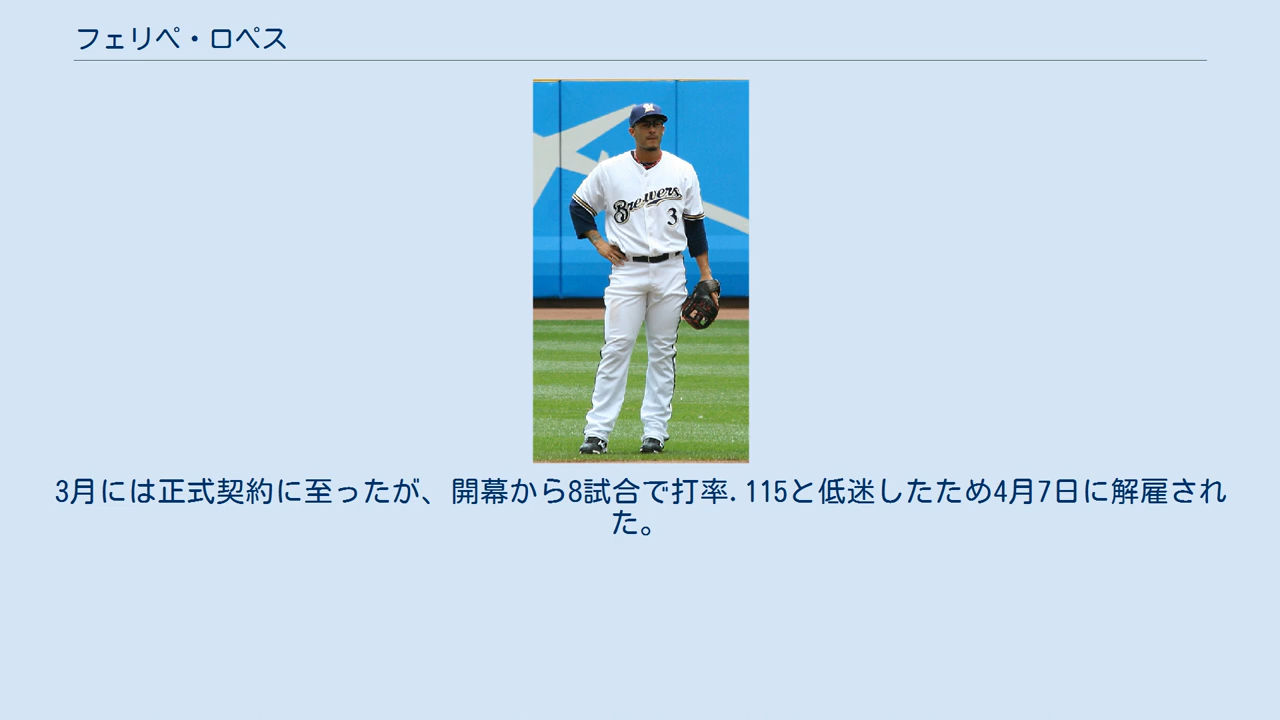 フェリペ・ロペス
Brewers
3
3月には正式契約に至ったが、開幕から8試合で打率.115と低迷したため4月7日に解雇され
た。